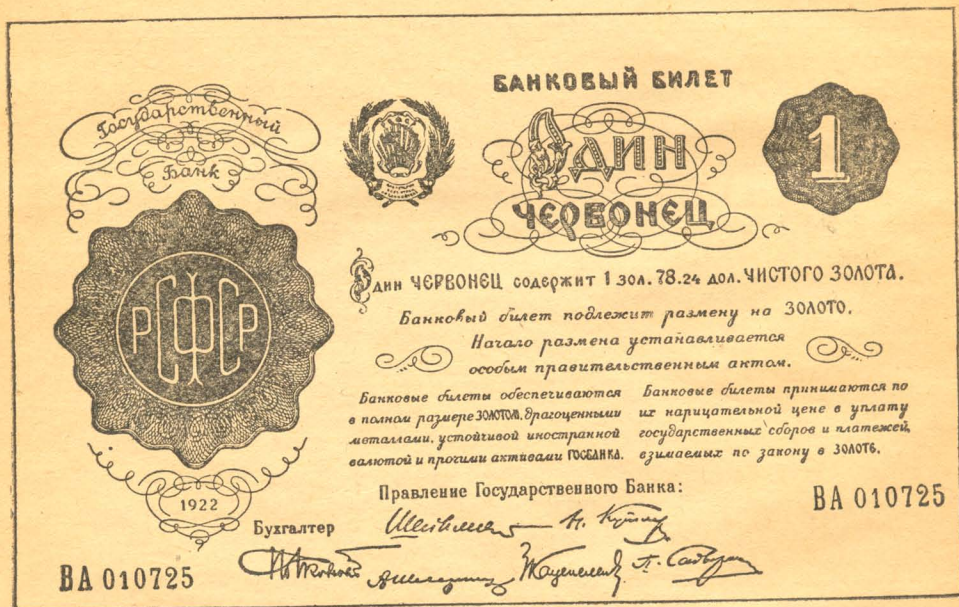 Государственный
Банк
РСФСР
1922
БАНКОВЫЙ БИЛЕТ
ОДИН
ЧЕРВОНЕЦ
1
Один ЧЕРВОНЕЦ содержит 1 зол. 78.24 дол. ЧИСТОГО ЗОЛОТА.
Банковый билет подлежит размену на ЗОЛОТО.
Начало размена устанавливается
особым правительственным актом.
Банковые билеты обеспечиваются
в полном размере ЗОЛОТОМ, драгоценными
металлами, устойчивой иностранной
валютой и прочими активами ГОСБАНКА.
Банковые билеты принимаются по
их нарицательной цене в уплату
государственных сборов и платежей,
взимаемых по закону в ЗОЛОТЕ.
Правление Государственного Банка:
Бухгалтер
ВА 010725
ВА 010725